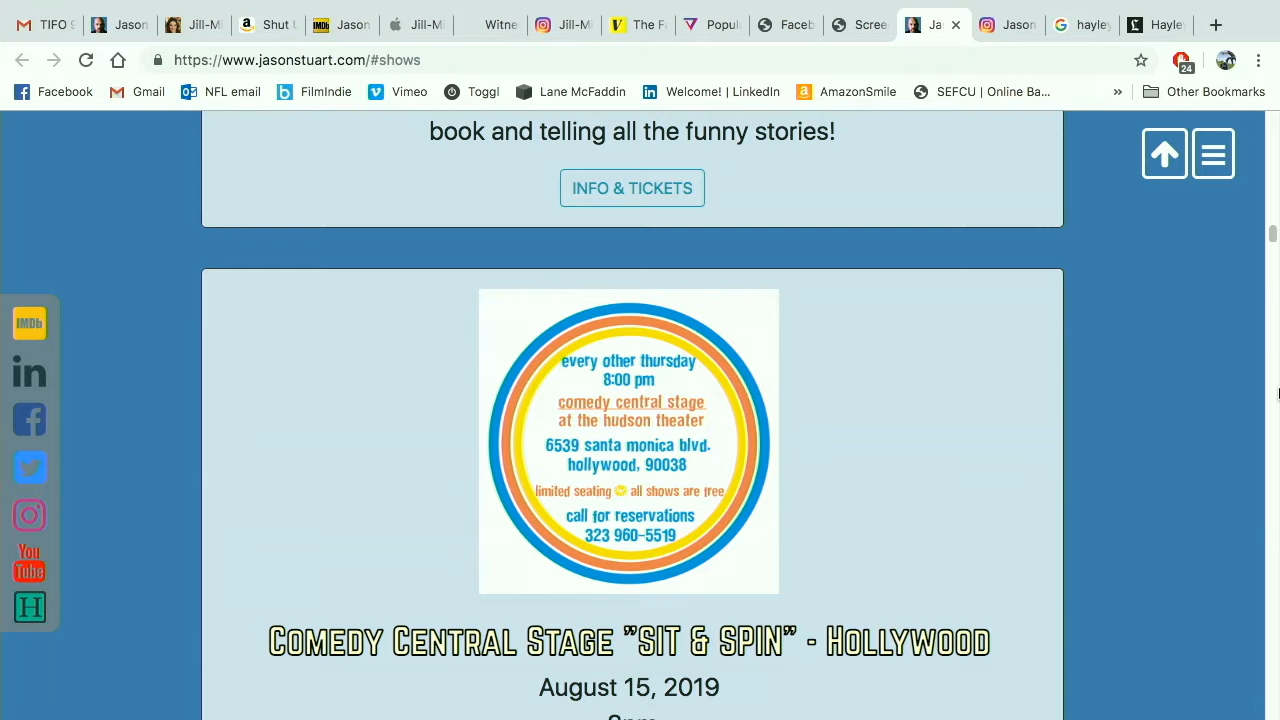 TIFO
Jason
Jill-Mi
Shut
Jason
Jill-Mi
Witne
Jill-Mi
The F
Popul
Faceb
Scree
Ja
Jason
hayley
Hayle
https://www.jasonstuart.com/#shows
24
Facebook
Gmail
NFL email
FilmIndie
Vimeo
Toggl
Lane McFaddin
Welcome! | LinkedIn
AmazonSmile
SEFCU | Online Ba...
»
Other Bookmarks
book and telling all the funny stories!
INFO & TICKETS
IMDb
in
You
Tube
H
every other thursday
8:00 pm
comedy central stage
at the hudson theater
6539 santa monica blvd.
hollywood, 90038
limited seating all shows are free
call for reservations
323 960-5519
Comedy Central Stage "SIT & SPIN" - Hollywood
August 15, 2019